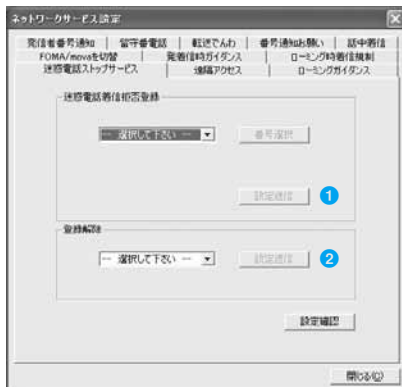 ネットワークサービス設定
発信者番号通知 留守番電話 転送でんわ 番号通知お願い 話中着信
FOMA/movaを切替 発着信時ガイダンス ローミング時着信規制
迷惑電話ストップサービス 遠隔アクセス ローミングガイダンス
迷惑電話着信拒否登録
-- 選択して下さい -- 番号選択
設定送信 1
登録解除
-- 選択して下さい -- 設定送信 2
設定確認
閉じる(Q)